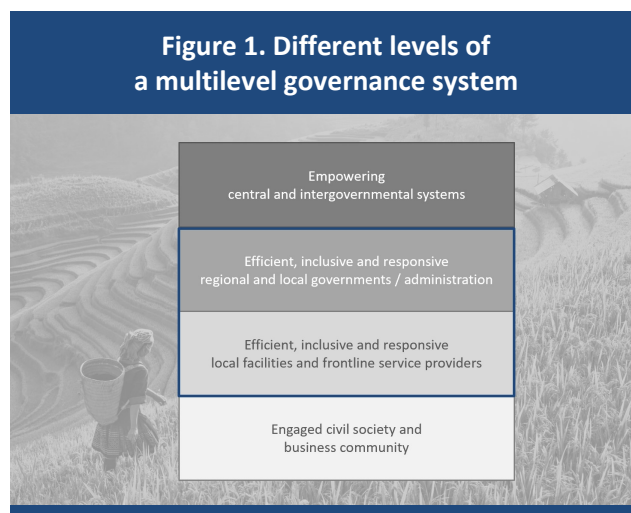 Figure 1. Different levels of
a multilevel governance system
Empowering
central and intergovernmental systems
Efficient, inclusive and responsive
regional and local governments / administration
Efficient, inclusive and responsive
local facilities and frontline service providers
Engaged civil society and
business community